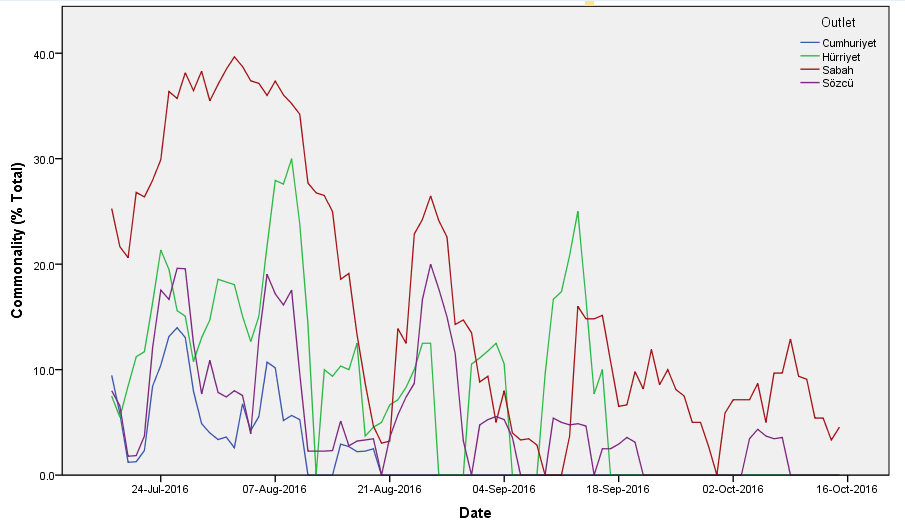 Outlet
Cumhuriyet
Hürriyet
Sabah
Sözcü
Commonality (% Total)
40.0
30.0
20.0
10.0
0.0
24-Jul-2016 07-Aug-2016 21-Aug-2016 04-Sep-2016 18-Sep-2016 02-Oct-2016 16-Oct-2016
Date